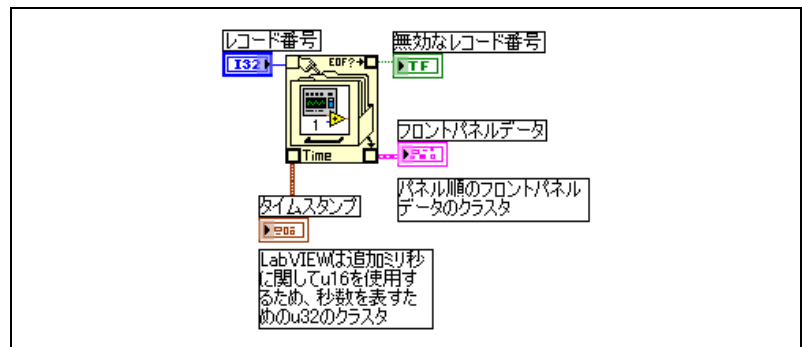 レコード番号
無効なレコード番号
I32
EOF?
TF
1
フロントパネルデータ
Time
パネル順のフロントパネル
データのクラスタ
タイムスタンプ
LabVIEWは追加ミリ秒
に関してu16を使用す
るため、秒数を表すた
めのu32のクラスタ